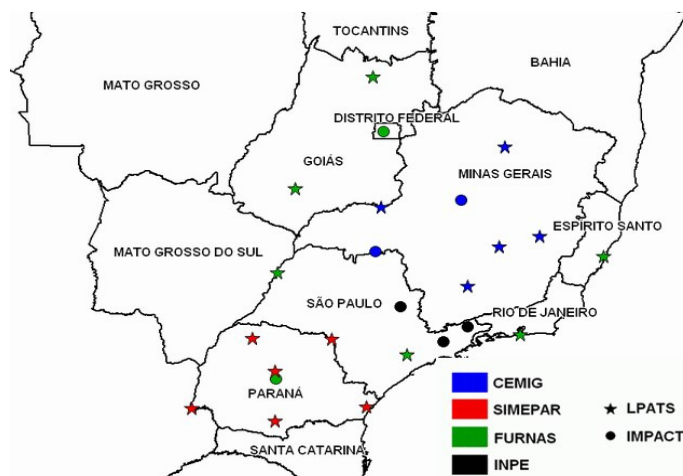 TOCANTINS
MATO GROSSO
BAHIA
DISTRITO FEDERAL
GOIÁS
MINAS GERAIS
ESPÍRITO SANTO
MATO GROSSO DO SUL
SÃO PAULO
RIO DE JANEIRO
PARANÁ
SANTA CATARINA
CEMIG
SIMEPAR
LPATS
FURNAS
IMPACT
INPE